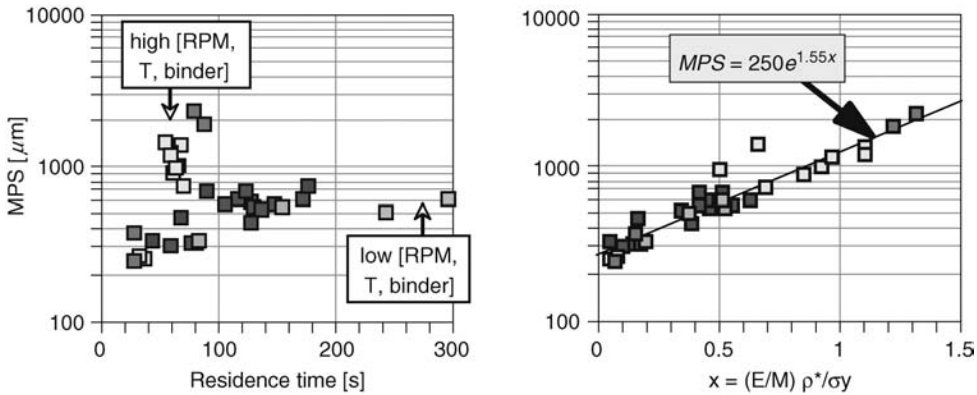 10000
1000
100
MPS [μm]
high [RPM,
T, binder]
low [RPM,
T, binder]
0
100
200
300
Residence time [s]
10000
1000
100
MPS = 250e^1.55x
0
0.5
1
1.5
x = (E/M) ρ*/σy